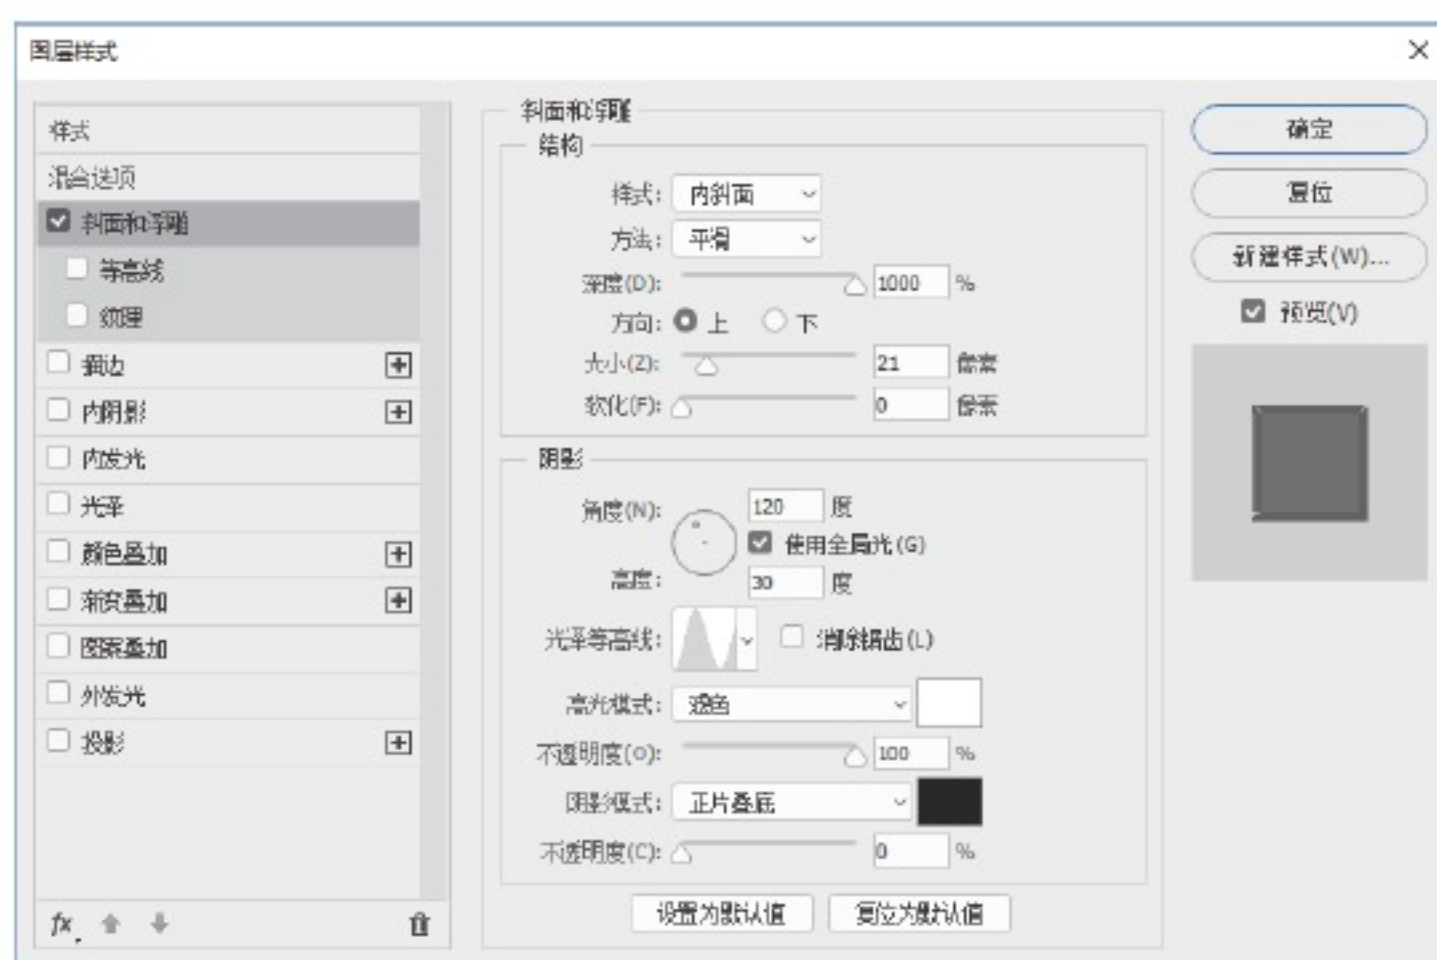 图层样式
样式
混合选项
斜面和浮雕
等高线
纹理
描边
内阴影
内发光
光泽
颜色叠加
渐变叠加
图案叠加
外发光
投影
fx
斜面和浮雕
结构
样式: 内斜面
方法: 平滑
深度(D): 1000 %
方向: 上 下
大小(Z): 21 像素
软化(F): 0 像素
阴影
角度(N): 120 度
使用全局光(G)
高度: 30 度
光泽等高线: 消除锯齿(L)
高光模式: 滤色
不透明度(O): 100 %
阴影模式: 正片叠底
不透明度(C): 0 %
设置为默认值 复位为默认值
确定
复位
新建样式(W)...
预览(V)